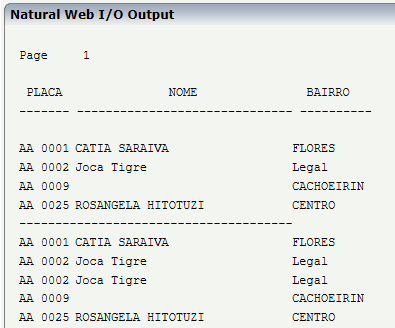 Natural Web I/O Output
Page     1
PLACA              NOME               BAIRRO
------- ------------------------------ ----------
AA 0001 CATIA SARAIVA                  FLORES
AA 0002 Joca Tigre                     Legal
AA 0009                                CACHOEIRIN
AA 0025 ROSANGELA HITOTUZI             CENTRO
--------------------------------------
AA 0001 CATIA SARAIVA                  FLORES
AA 0002 Joca Tigre                     Legal
AA 0002 Joca Tigre                     Legal
AA 0009                                CACHOEIRIN
AA 0025 ROSANGELA HITOTUZI             CENTRO